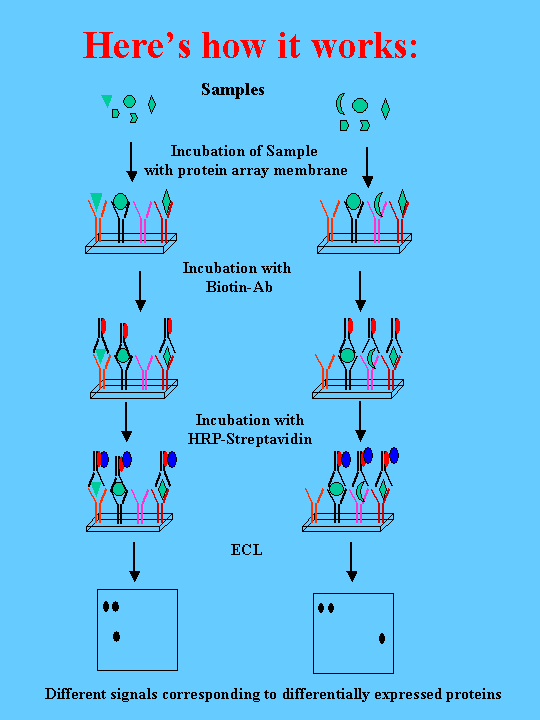 Here's how it works:
Samples
Incubation of Sample
with protein array membrane
Incubation with
Biotin-Ab
Incubation with
HRP-Streptavidin
ECL
Different signals corresponding to differentially expressed proteins